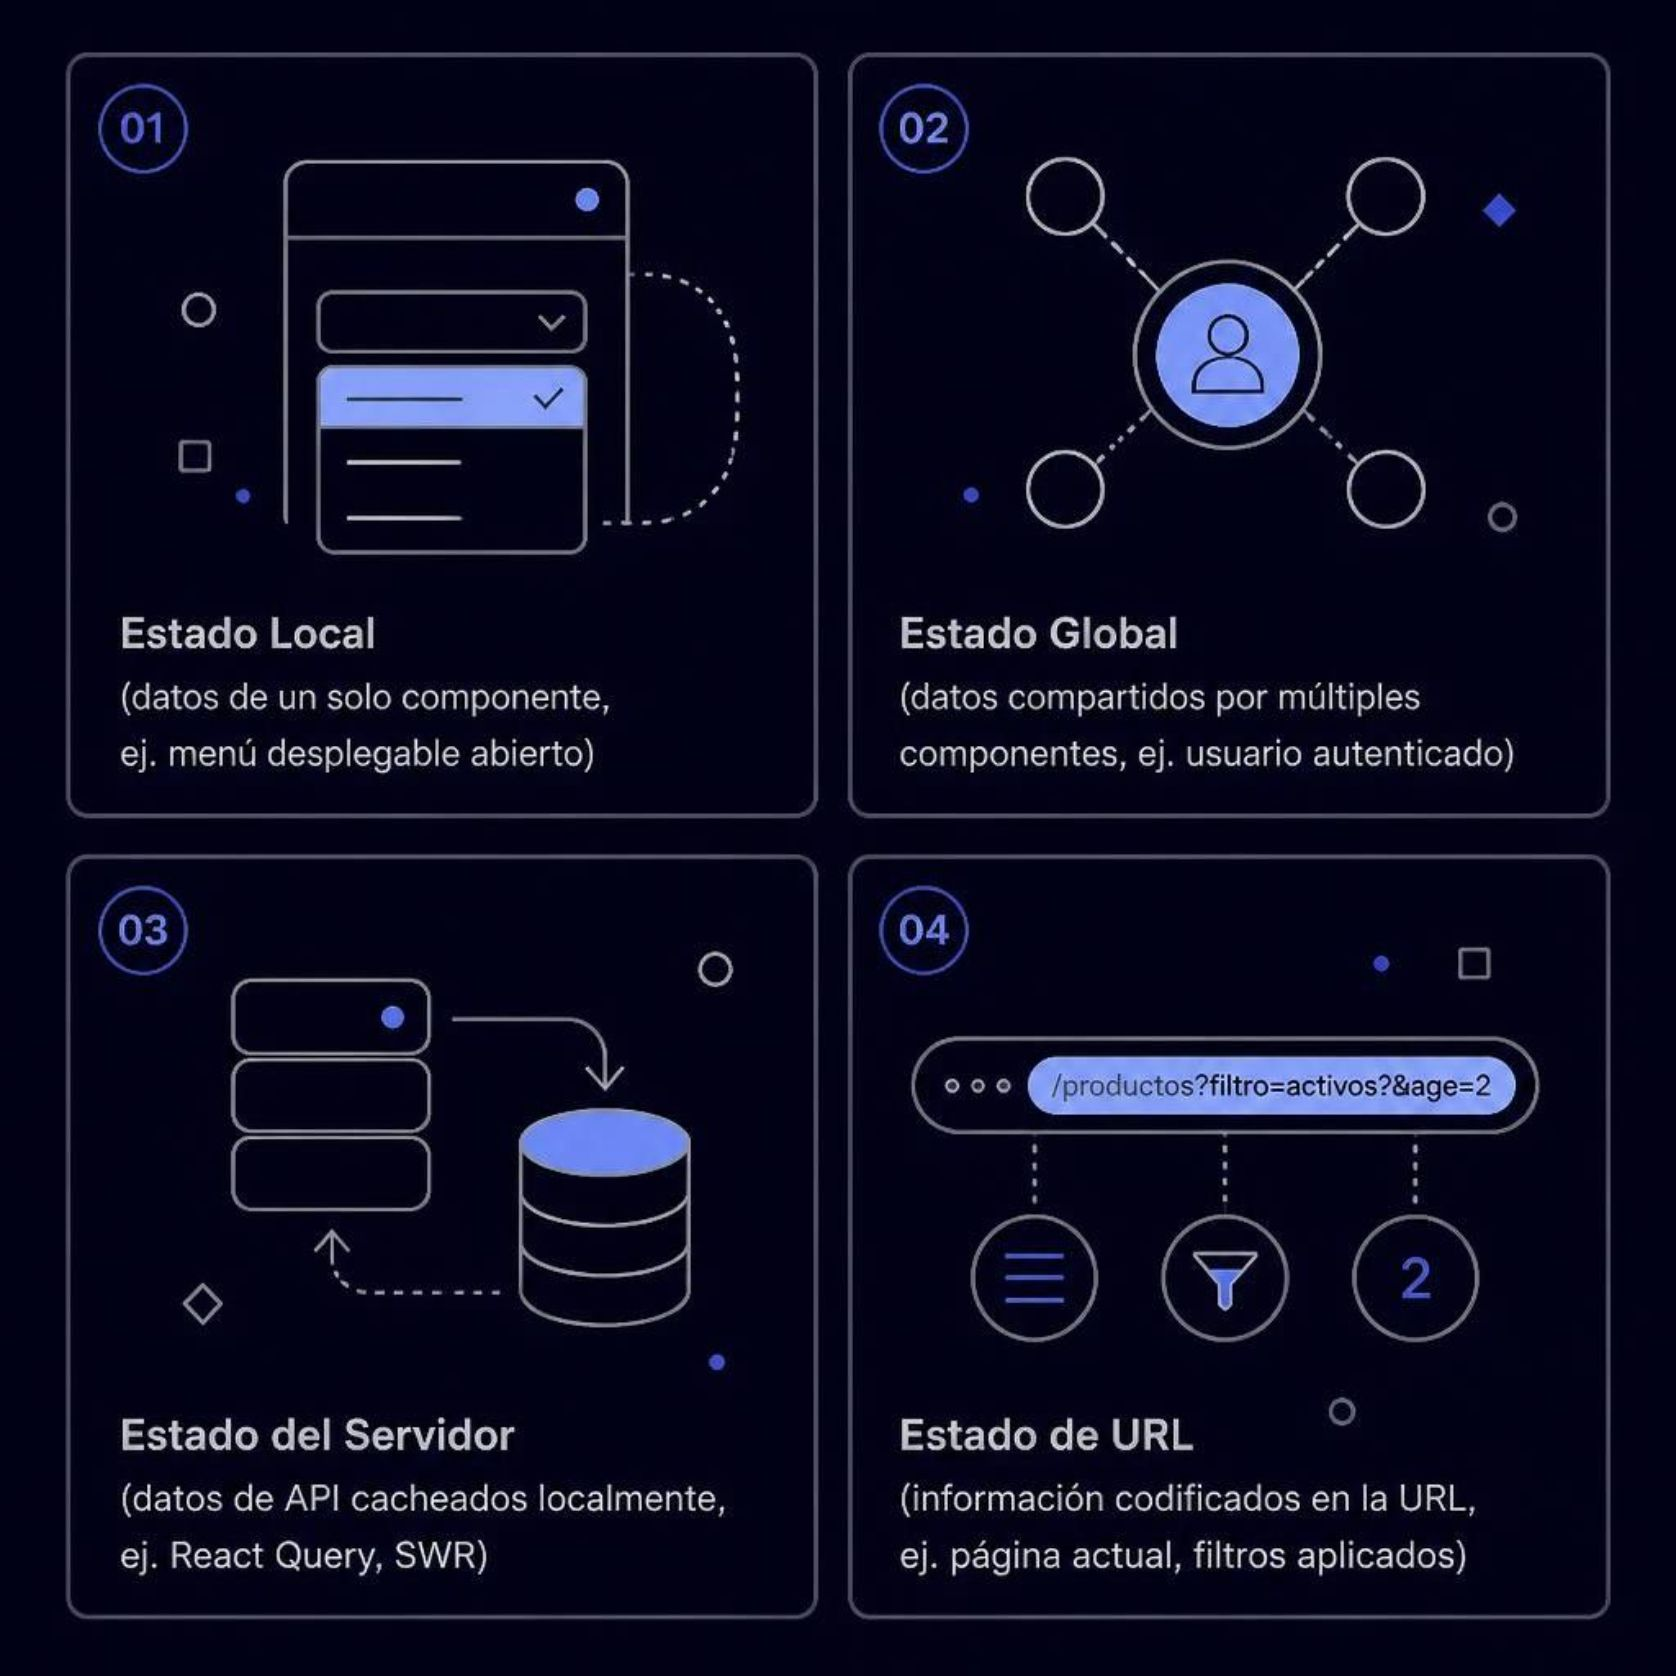 01
Estado Local
(datos de un solo componente,
ej. menú desplegable abierto)
02
Estado Global
(datos compartidos por múltiples
componentes, ej. usuario autenticado)
03
Estado del Servidor
(datos de API cacheados localmente,
ej. React Query, SWR)
04
/productos?filtro=activos?&age=2
2
Estado de URL
(información codificados en la URL,
ej. página actual, filtros aplicados)